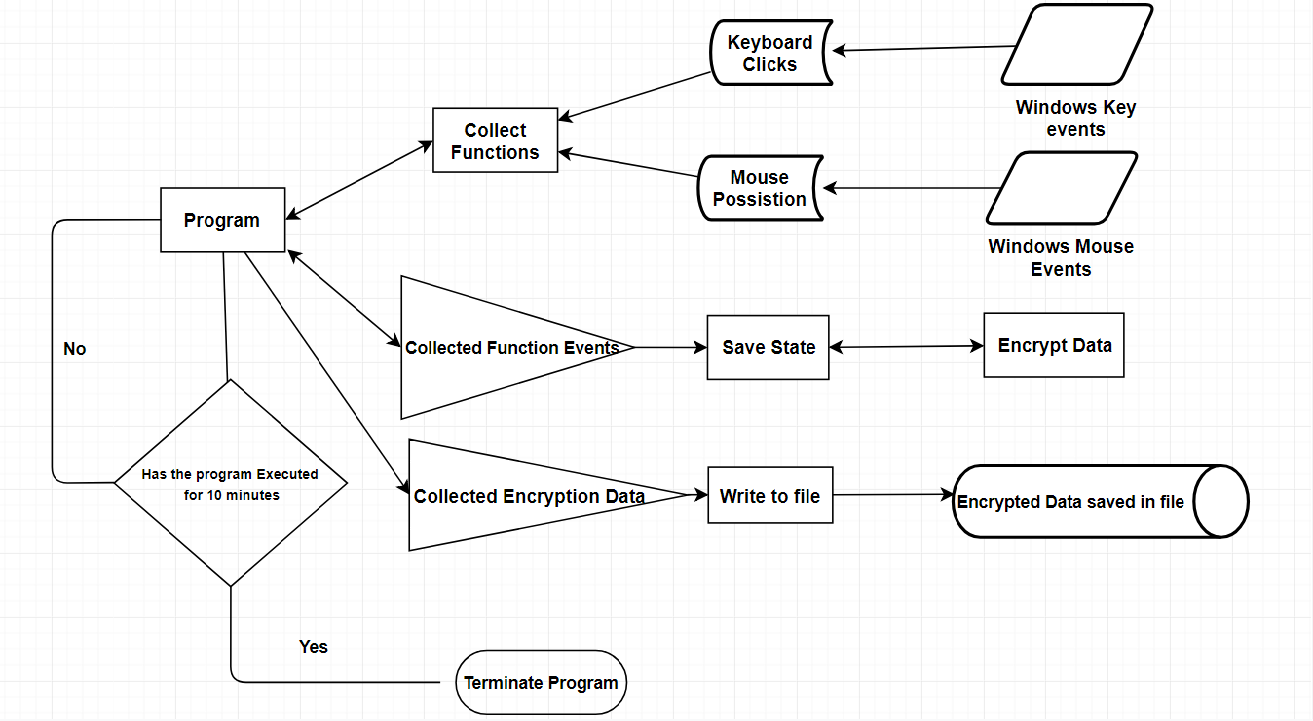 Keyboard
Clicks
Windows Key
events
Collect
Functions
Mouse
Possistion
Program
Windows Mouse
Events
No
Collected Function Events
Save State
Encrypt Data
Has the program Executed
for 10 minutes
Collected Encryption Data
Write to file
Encrypted Data saved in file
Yes
Terminate Program